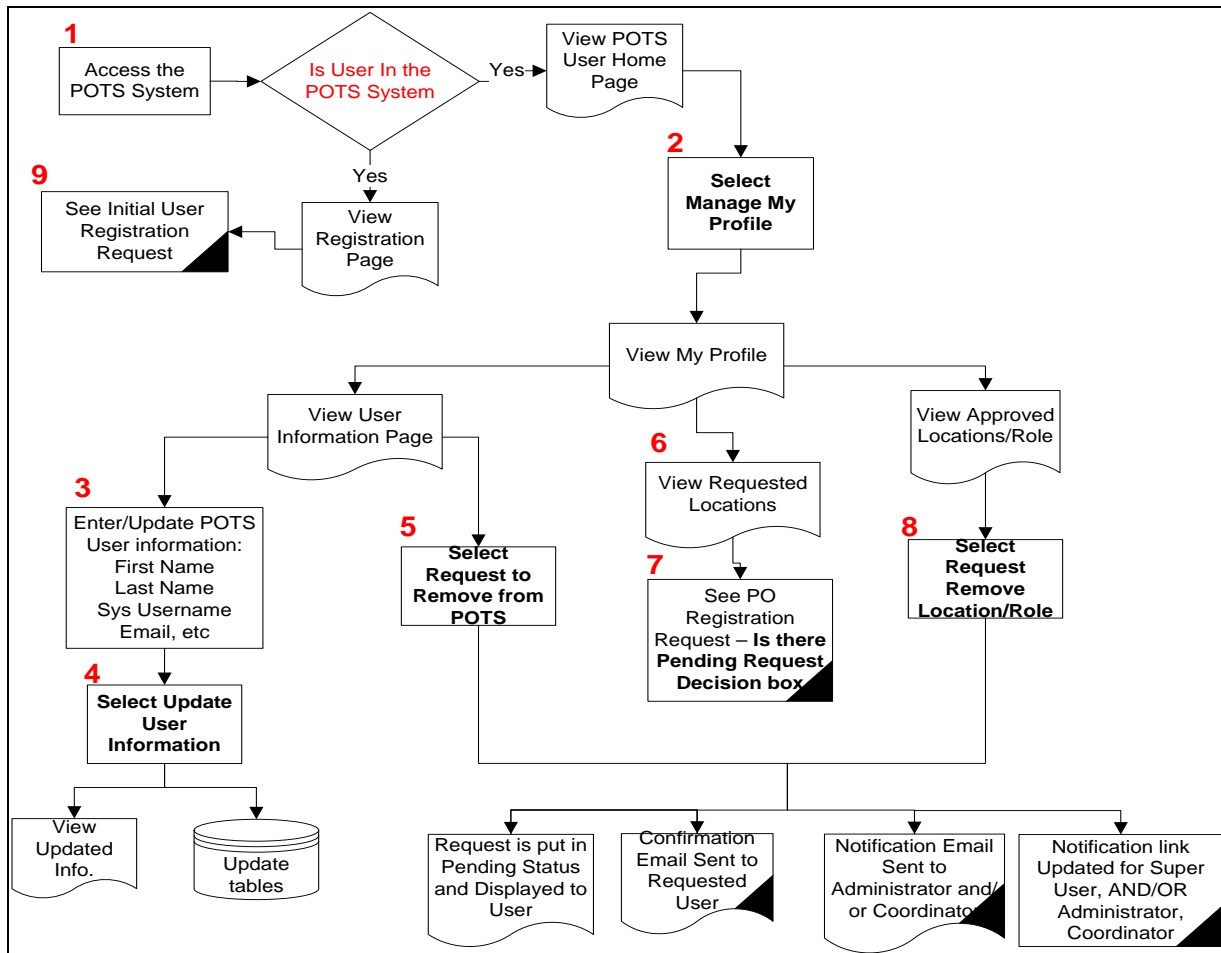 1
Access the
POTS System
Is User In the
POTS System
Yes
View POTS
User Home
Page
2
Select
Manage My
Profile
Yes
9
See Initial User
Registration
Request
View
Registration
Page
View My Profile
View User
Information Page
View Approved
Locations/Role
3
Enter/Update POTS
User information:
First Name
Last Name
Sys Username
Email, etc
5
Select
Request to
Remove from
POTS
6
View Requested
Locations
7
See PO
Registration
Request – Is there
Pending Request
Decision box
8
Select
Request
Remove
Location/Role
4
Select Update
User
Information
View
Updated
Info.
Update
tables
Request is put in
Pending Status
and Displayed to
User
Confirmation
Email Sent to
Requested
User
Notification Email
Sent to
Administrator and/
or Coordinator
Notification link
Updated for Super
User, AND/OR
Administrator,
Coordinator